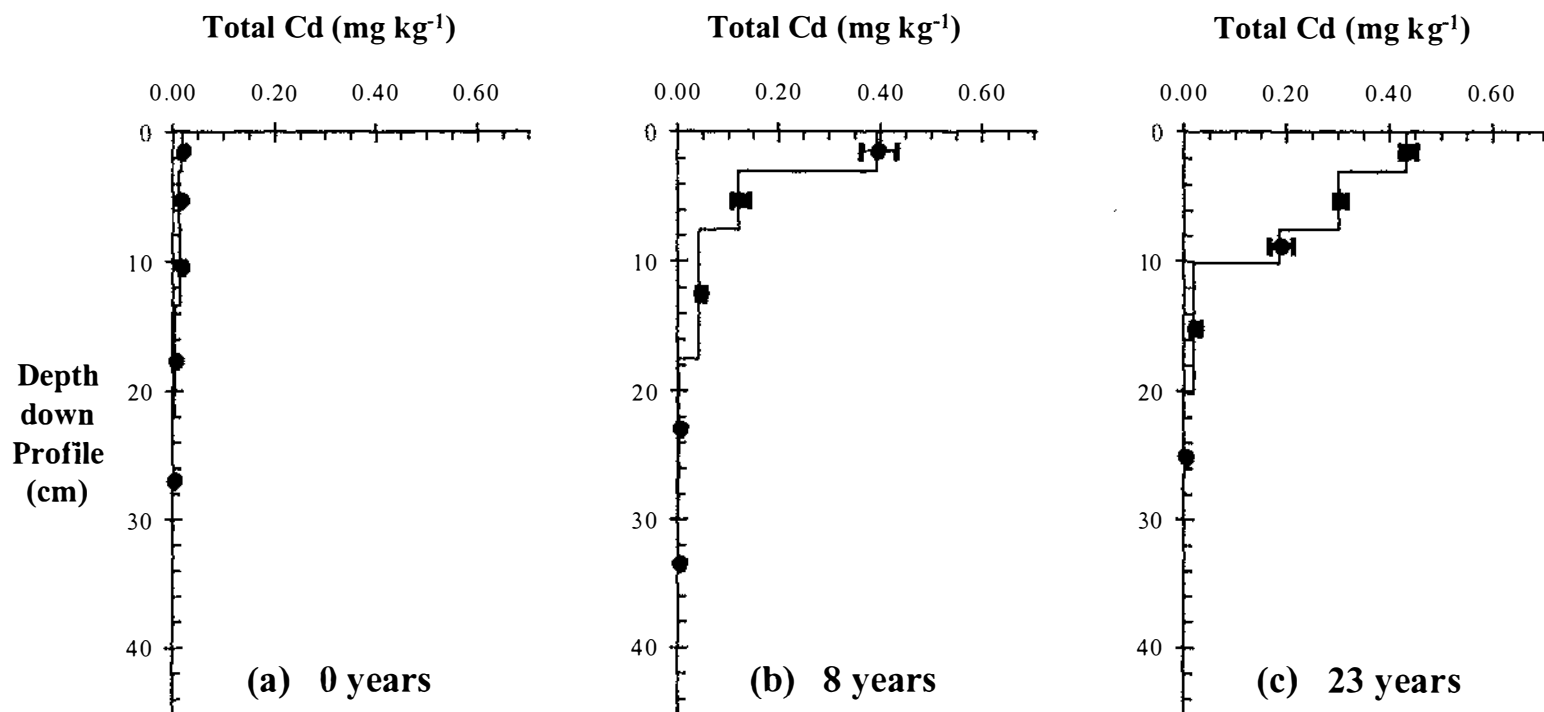 Total Cd (mg kg-1)
Total Cd (mg kg-1)
Total Cd (mg kg-1)
0.00 0.20 0.40 0.60
0.00 0.20 0.40 0.60
0.00 0.20 0.40 0.60
0
10
20
30
40
0
10
20
30
40
0
10
20
30
40
Depth
down
Profile
(cm)
(a) 0 years
(b) 8 years
(c) 23 years